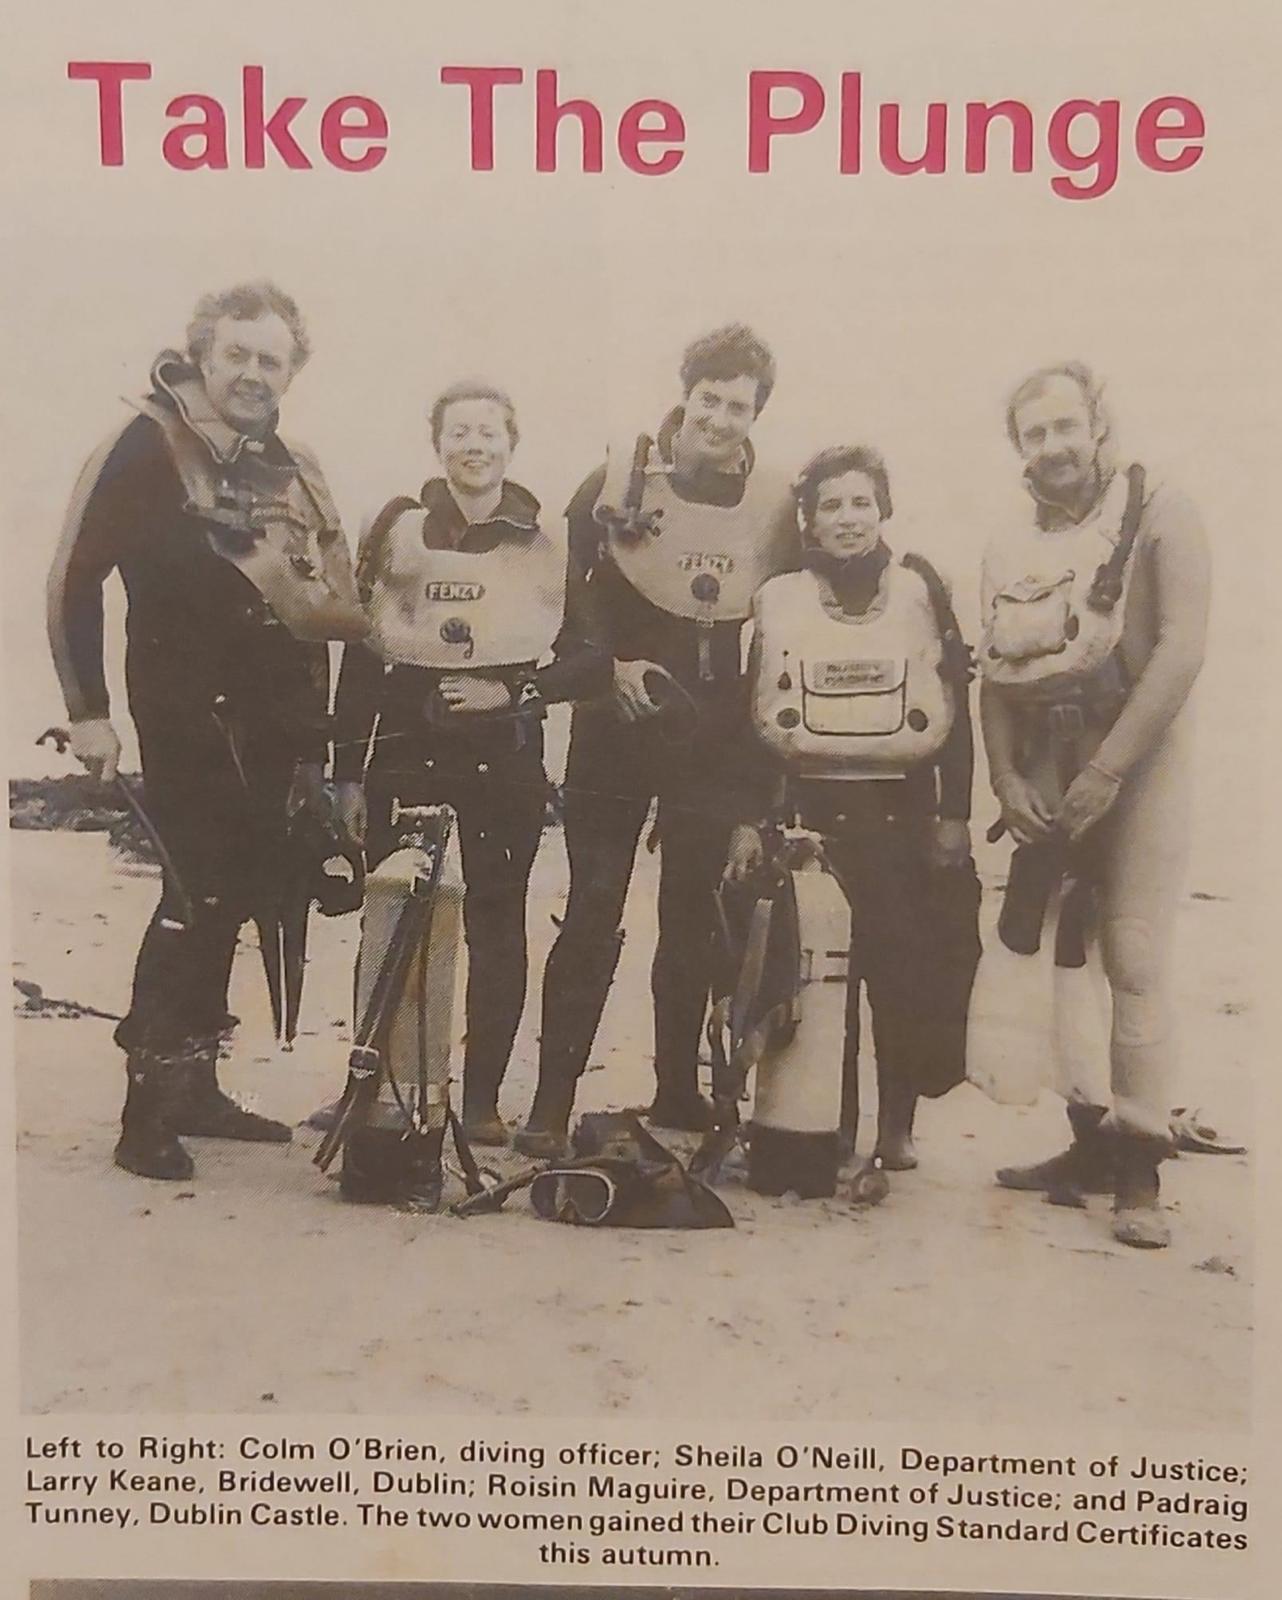 Take The Plunge
FENZY
FENZY
BUDDY
PACIFIC
Left to Right: Colm O'Brien, diving officer; Sheila O'Neill, Department of Justice;
Larry Keane, Bridewell, Dublin; Roisin Maguire, Department of Justice; and Padraig
Tunney, Dublin Castle. The two women gained their Club Diving Standard Certificates
this autumn.